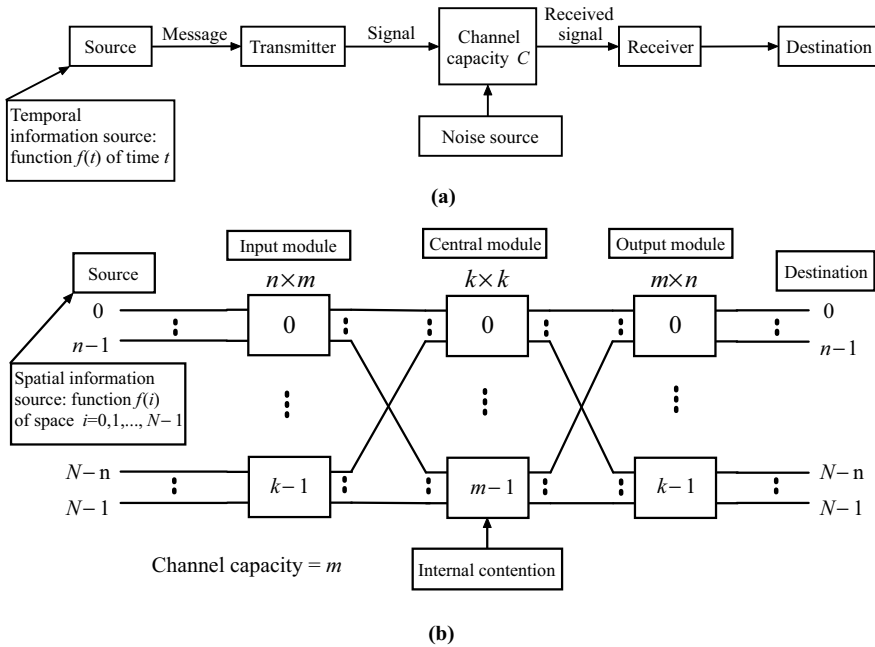 Source
Message
Transmitter
Signal
Channel
capacity C
Received
signal
Receiver
Destination
Temporal
information source:
function f(t) of time t
Noise source
(a)
Input module
Central module
Output module
Source
n×m
k×k
m×n
Destination
0
0
0
0
0
n−1
n−1
Spatial information
source: function f(i)
of space i=0,1,..., N−1
N−n
k−1
m−1
k−1
N−n
N−1
N−1
Channel capacity = m
Internal contention
(b)